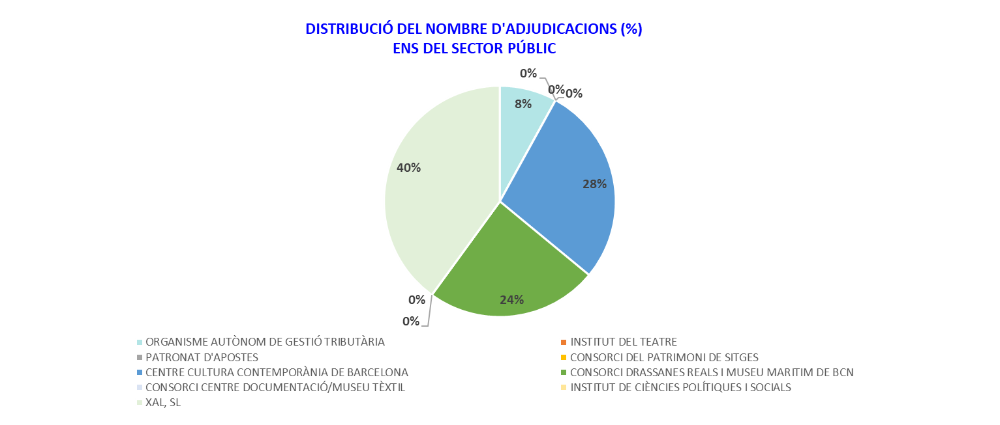 DISTRIBUCIÓ DEL NOMBRE D'ADJUDICACIONS (%)
ENS DEL SECTOR PÚBLIC
0%
0%
0%
8%
28%
40%
24%
0%
0%
ORGANISME AUTÒNOM DE GESTIÓ TRIBUTÀRIA
INSTITUT DEL TEATRE
PATRONAT D'APOSTES
CONSORCI DEL PATRIMONI DE SITGES
CENTRE CULTURA CONTEMPORÀNIA DE BARCELONA
CONSORCI DRASSANES REALS I MUSEU MARITIM DE BCN
CONSORCI CENTRE DOCUMENTACIÓ/MUSEU TÈXTIL
INSTITUT DE CIÈNCIES POLÍTIQUES I SOCIALS
XAL, SL